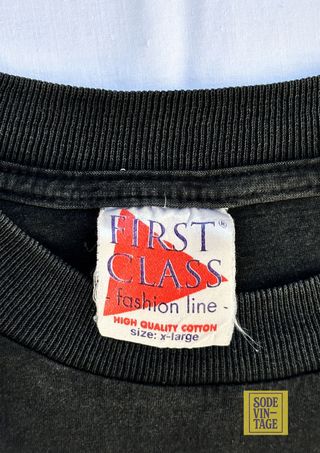 FIRST®
CLASS
- fashion line -
HIGH QUALITY COTTON
size: x-large
SODE
VIN-
TAGE